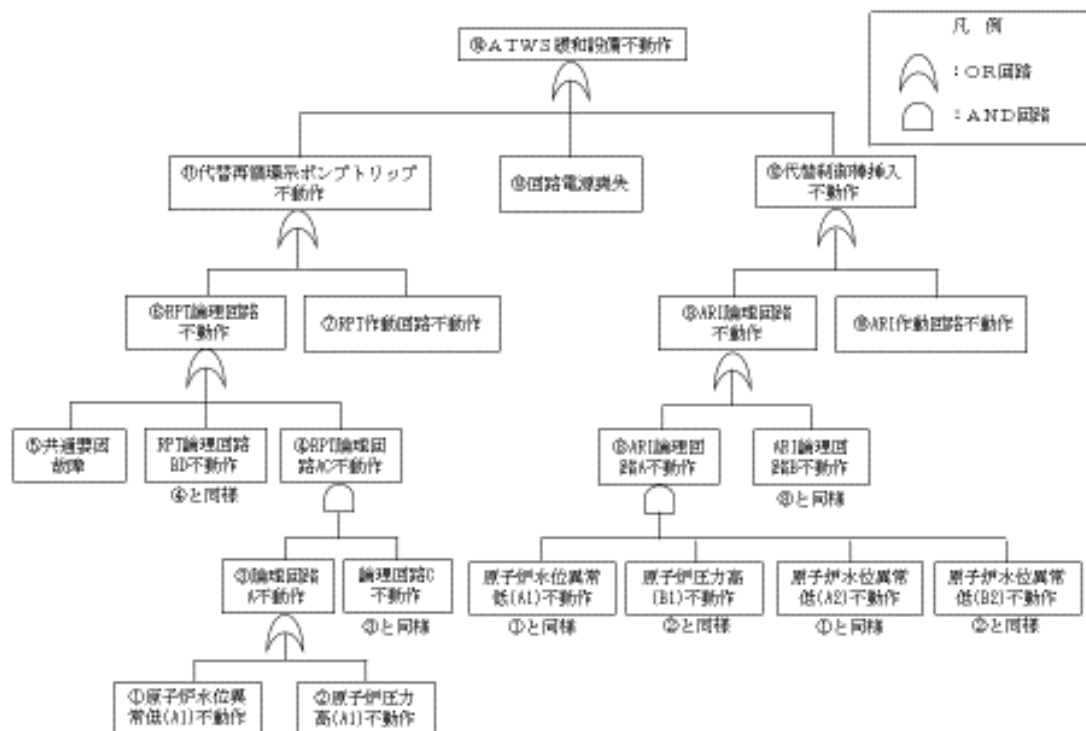 凡 例
：ＯＲ回路
：ＡＮＤ回路
ＡＴＷＳ緩和設備不動作
⑪代替再循環系ポンプトリップ
不動作
回路電源喪失
代替制御棒挿入
不動作
⑥RPT論理回路
不動作
⑦RPT作動回路不動作
ARI論理回路
不動作
ARI作動回路不動作
⑤共通要因
故障
RPT論理回路
BD不動作
④と同様
④RPT論理回
路AC不動作
ARI論理回
路A不動作
ARI論理回
路B不動作
と同様
③論理回路
A不動作
論理回路C
不動作
③と同様
原子炉水位異常
低(A1)不動作
①と同様
原子炉圧力高
(B1)不動作
②と同様
原子炉水位異常
低(A2)不動作
①と同様
原子炉水位異常
低(B2)不動作
②と同様
①原子炉水位異
常低(A1)不動作
②原子炉圧力
高(A1)不動作